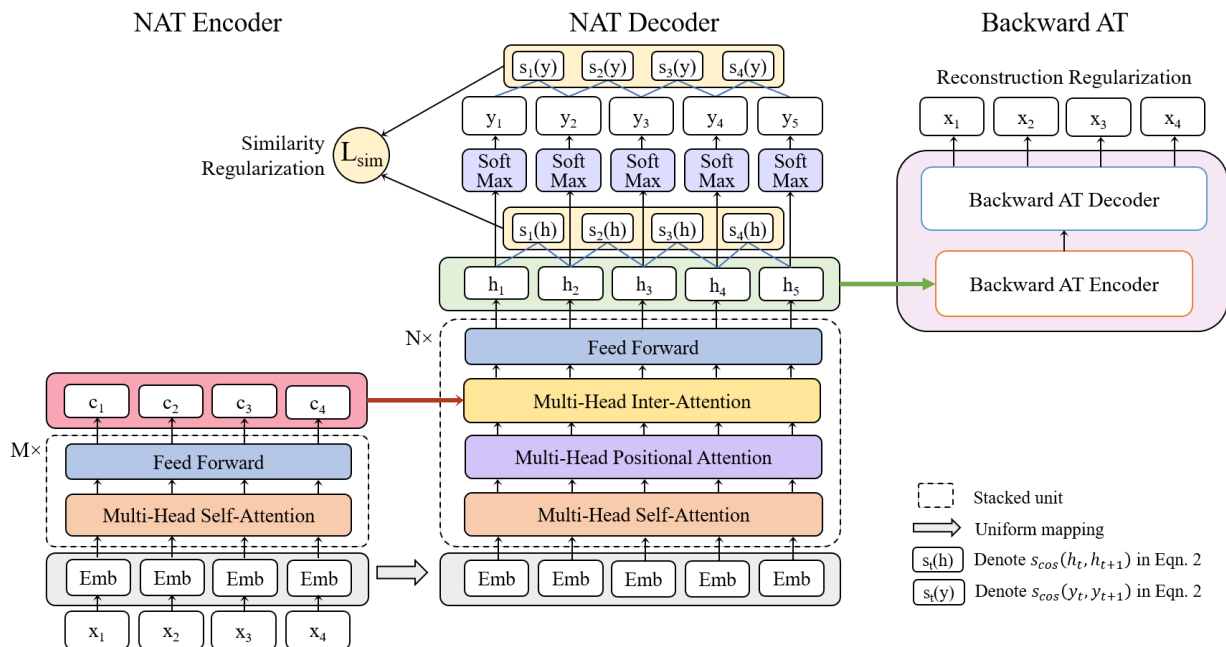 NAT Encoder
NAT Decoder
Backward AT
s₁(y) s₂(y) s₃(y) s₄(y)
Reconstruction Regularization
x₁ x₂ x₃ x₄
y₁ y₂ y₃ y₄ y₅
Similarity
Regularization
L_sim
Soft Max
Soft Max
Soft Max
Soft Max
Soft Max
Backward AT Decoder
s₁(h) s₂(h) s₃(h) s₄(h)
h₁ h₂ h₃ h₄ h₅
Backward AT Encoder
N×
Feed Forward
c₁ c₂ c₃ c₄
Multi-Head Inter-Attention
M×
Feed Forward
Multi-Head Positional Attention
Multi-Head Self-Attention
Multi-Head Self-Attention
Emb Emb Emb Emb
Emb Emb Emb Emb Emb
x₁ x₂ x₃ x₄
Stacked unit
Uniform mapping
sₜ(h) Denote s_cos(hₜ, hₜ₊₁) in Eqn. 2
sₜ(y) Denote s_cos(yₜ, yₜ₊₁) in Eqn. 2